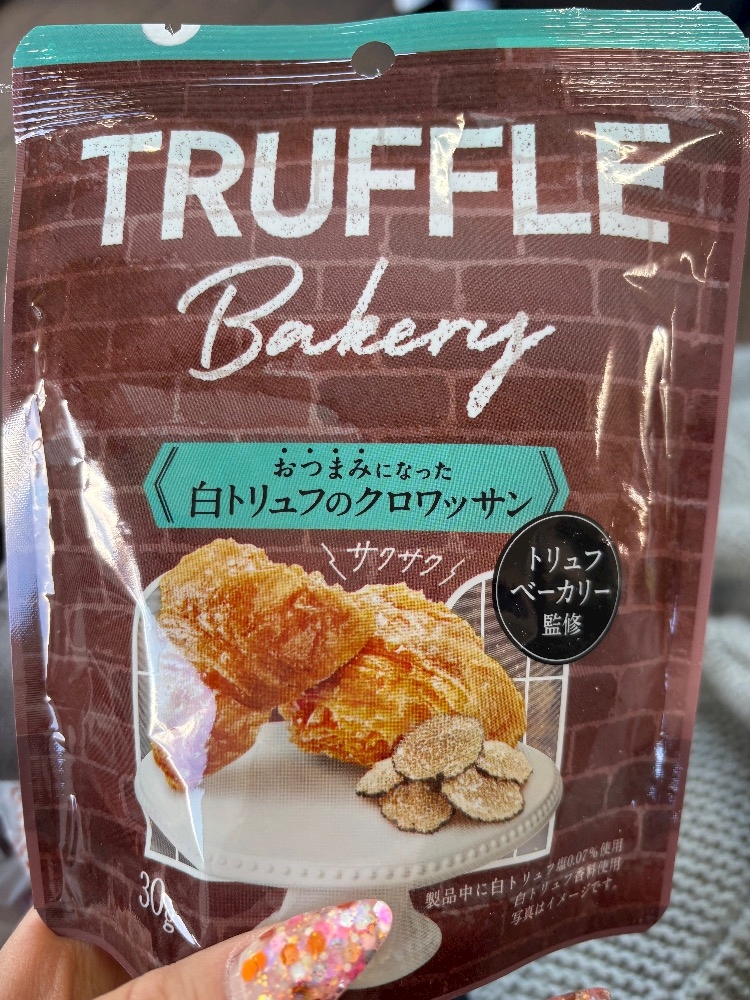 TRUFFLE
Bakery
おつまみになった
白トリュフのクロワッサン
サクサク
トリュフ
ベーカリー
監修
製品中に白トリュフ塩0.07%使用
白トリュフ香料使用
写真はイメージです。
30g